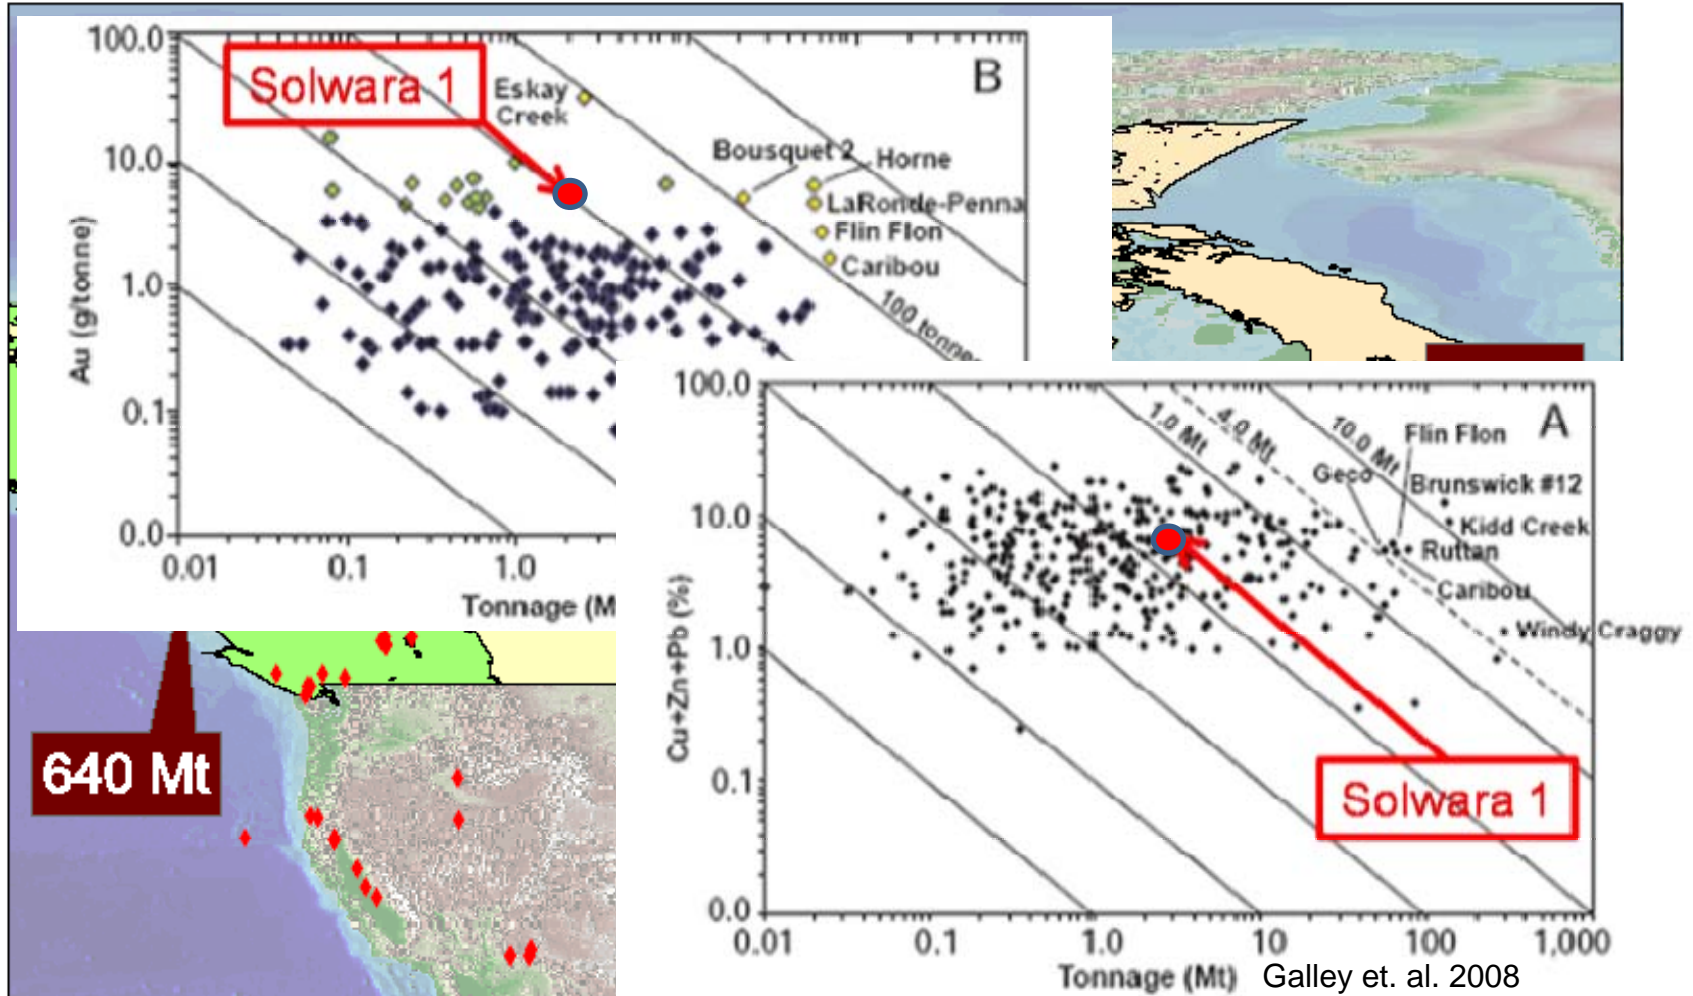 100.0
10.0
1.0
0.1
0.0
Au (g/tonne)
B
Solwara 1
Eskay
Creek
Bousquet 2
Horne
LaRonde-Penna
Flin Flon
Caribou
100 tonne
0.01
0.1
1.0
Tonnage (M
100.0
10.0
1.0
0.1
0.0
Cu+Zn+Pb (%)
A
1.0 Mt
4.0 Mt
10.0 Mt
Flin Flon
Geco
Brunswick #12
Kidd Creek
Ruttan
Caribou
Windy Craggy
Solwara 1
0.01
0.1
1.0
10
100
1,000
Tonnage (Mt)
Galley et. al. 2008
640 Mt